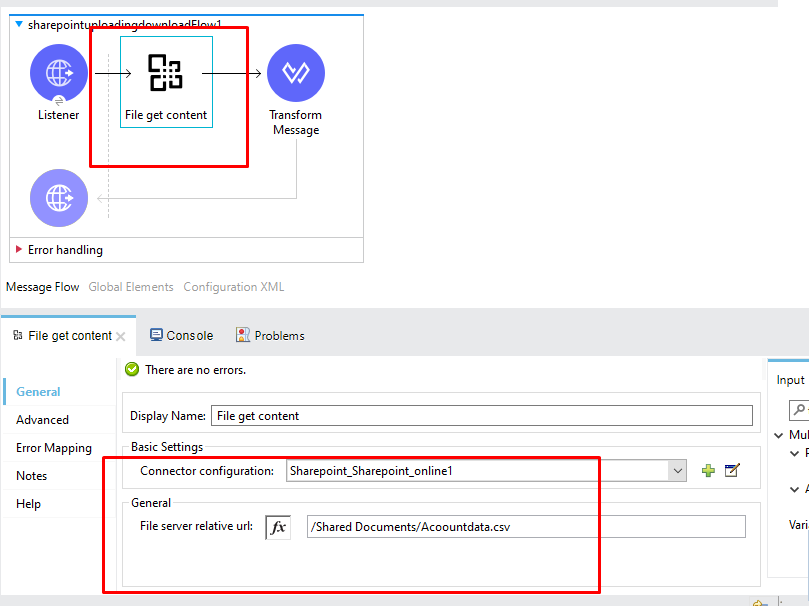 sharepointuploadingdownloadFlow1
Listener
File get content
Transform
Message
Error handling
Message Flow Global Elements Configuration XML
File get content Console Problems
General
Advanced
Error Mapping
Notes
Help
There are no errors.
Display Name: File get content
Basic Settings
Connector configuration: Sharepoint_Sharepoint_online1
General
File server relative url: fx /Shared Documents/Acoountdata.csv
Input